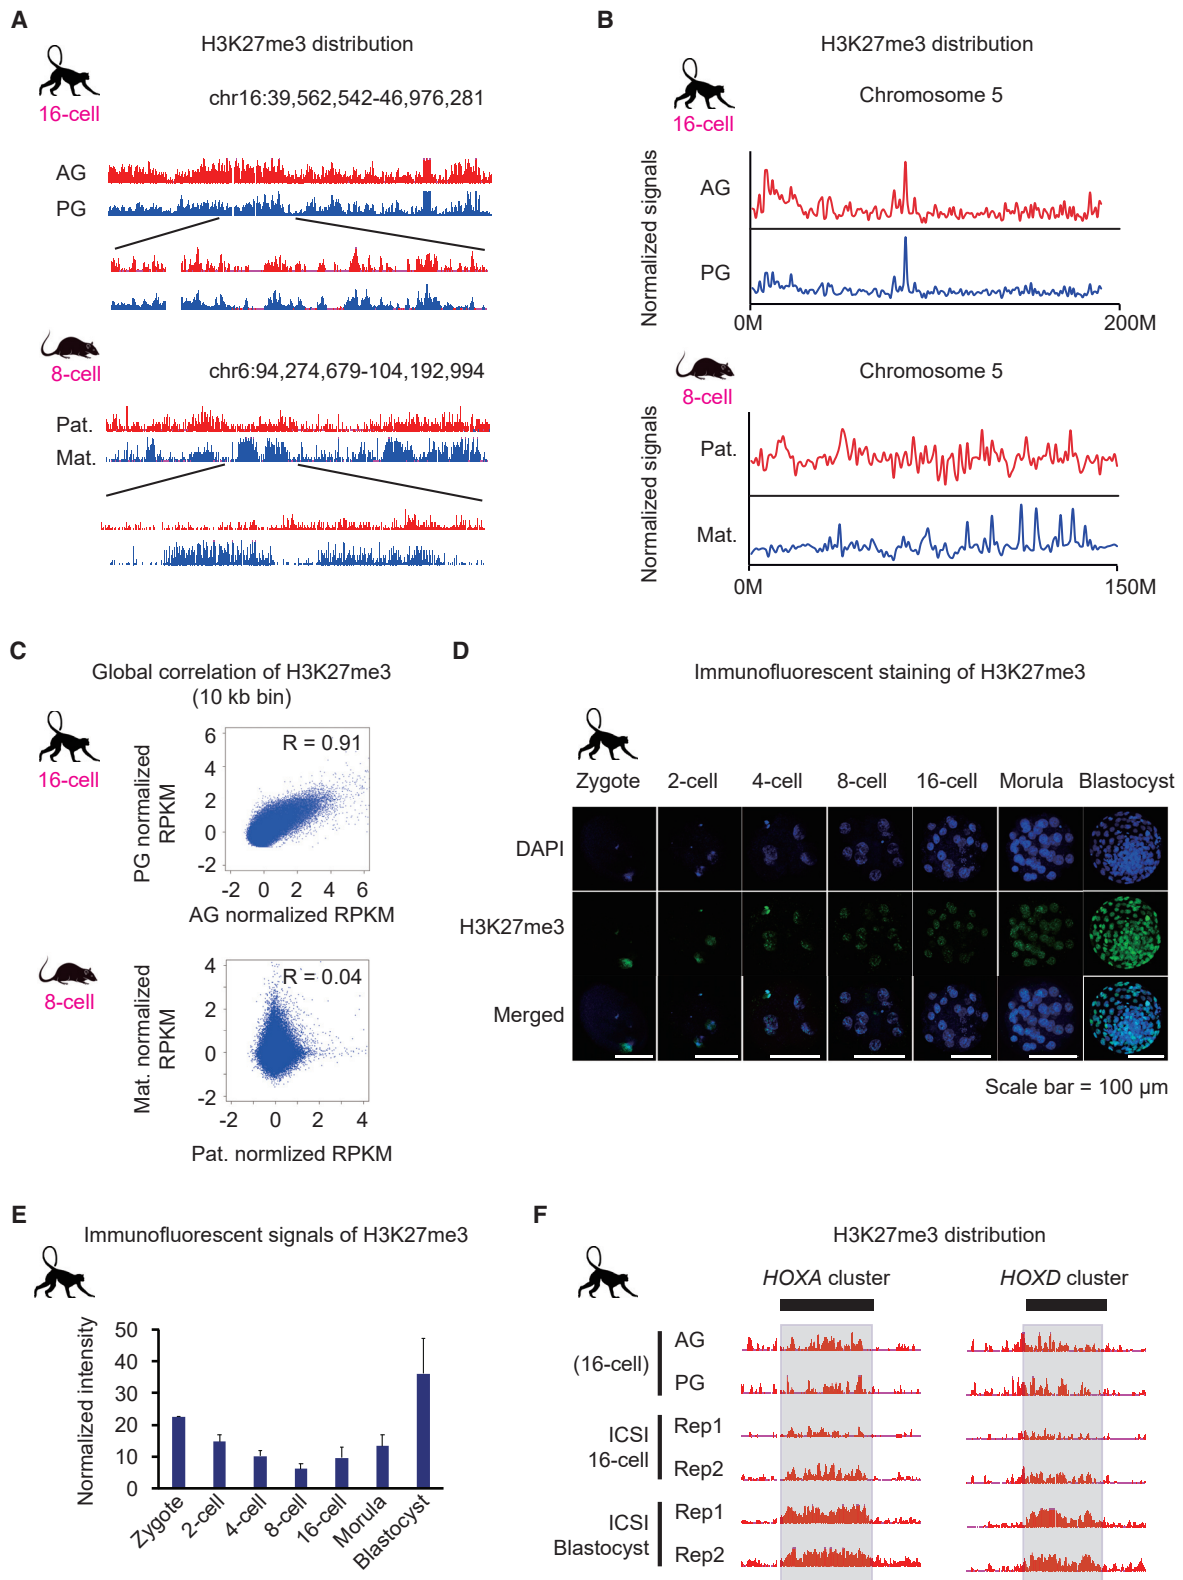 A
H3K27me3 distribution
16-cell
chr16:39,562,542-46,976,281
AG
PG
8-cell
chr6:94,274,679-104,192,994
Pat.
Mat.
B
H3K27me3 distribution
16-cell
Chromosome 5
Normalized signals
AG
PG
0M
200M
8-cell
Chromosome 5
Normalized signals
Pat.
Mat.
0M
150M
C
Global correlation of H3K27me3
(10 kb bin)
16-cell
PG normalized
RPKM
R = 0.91
6
4
2
0
-2
-2 0 2 4 6
AG normalized RPKM
8-cell
Mat. normalized
RPKM
R = 0.04
4
2
0
-2
-2 0 2 4
Pat. normlized RPKM
D
Immunofluorescent staining of H3K27me3
Zygote 2-cell 4-cell 8-cell 16-cell Morula Blastocyst
DAPI
H3K27me3
Merged
Scale bar = 100 µm
E
Immunofluorescent signals of H3K27me3
Normalized intensity
50
40
30
20
10
0
Zygote
2-cell
4-cell
8-cell
16-cell
Morula
Blastocyst
F
H3K27me3 distribution
HOXA cluster
HOXD cluster
(16-cell)
AG
PG
ICSI
16-cell
Rep1
Rep2
ICSI
Blastocyst
Rep1
Rep2